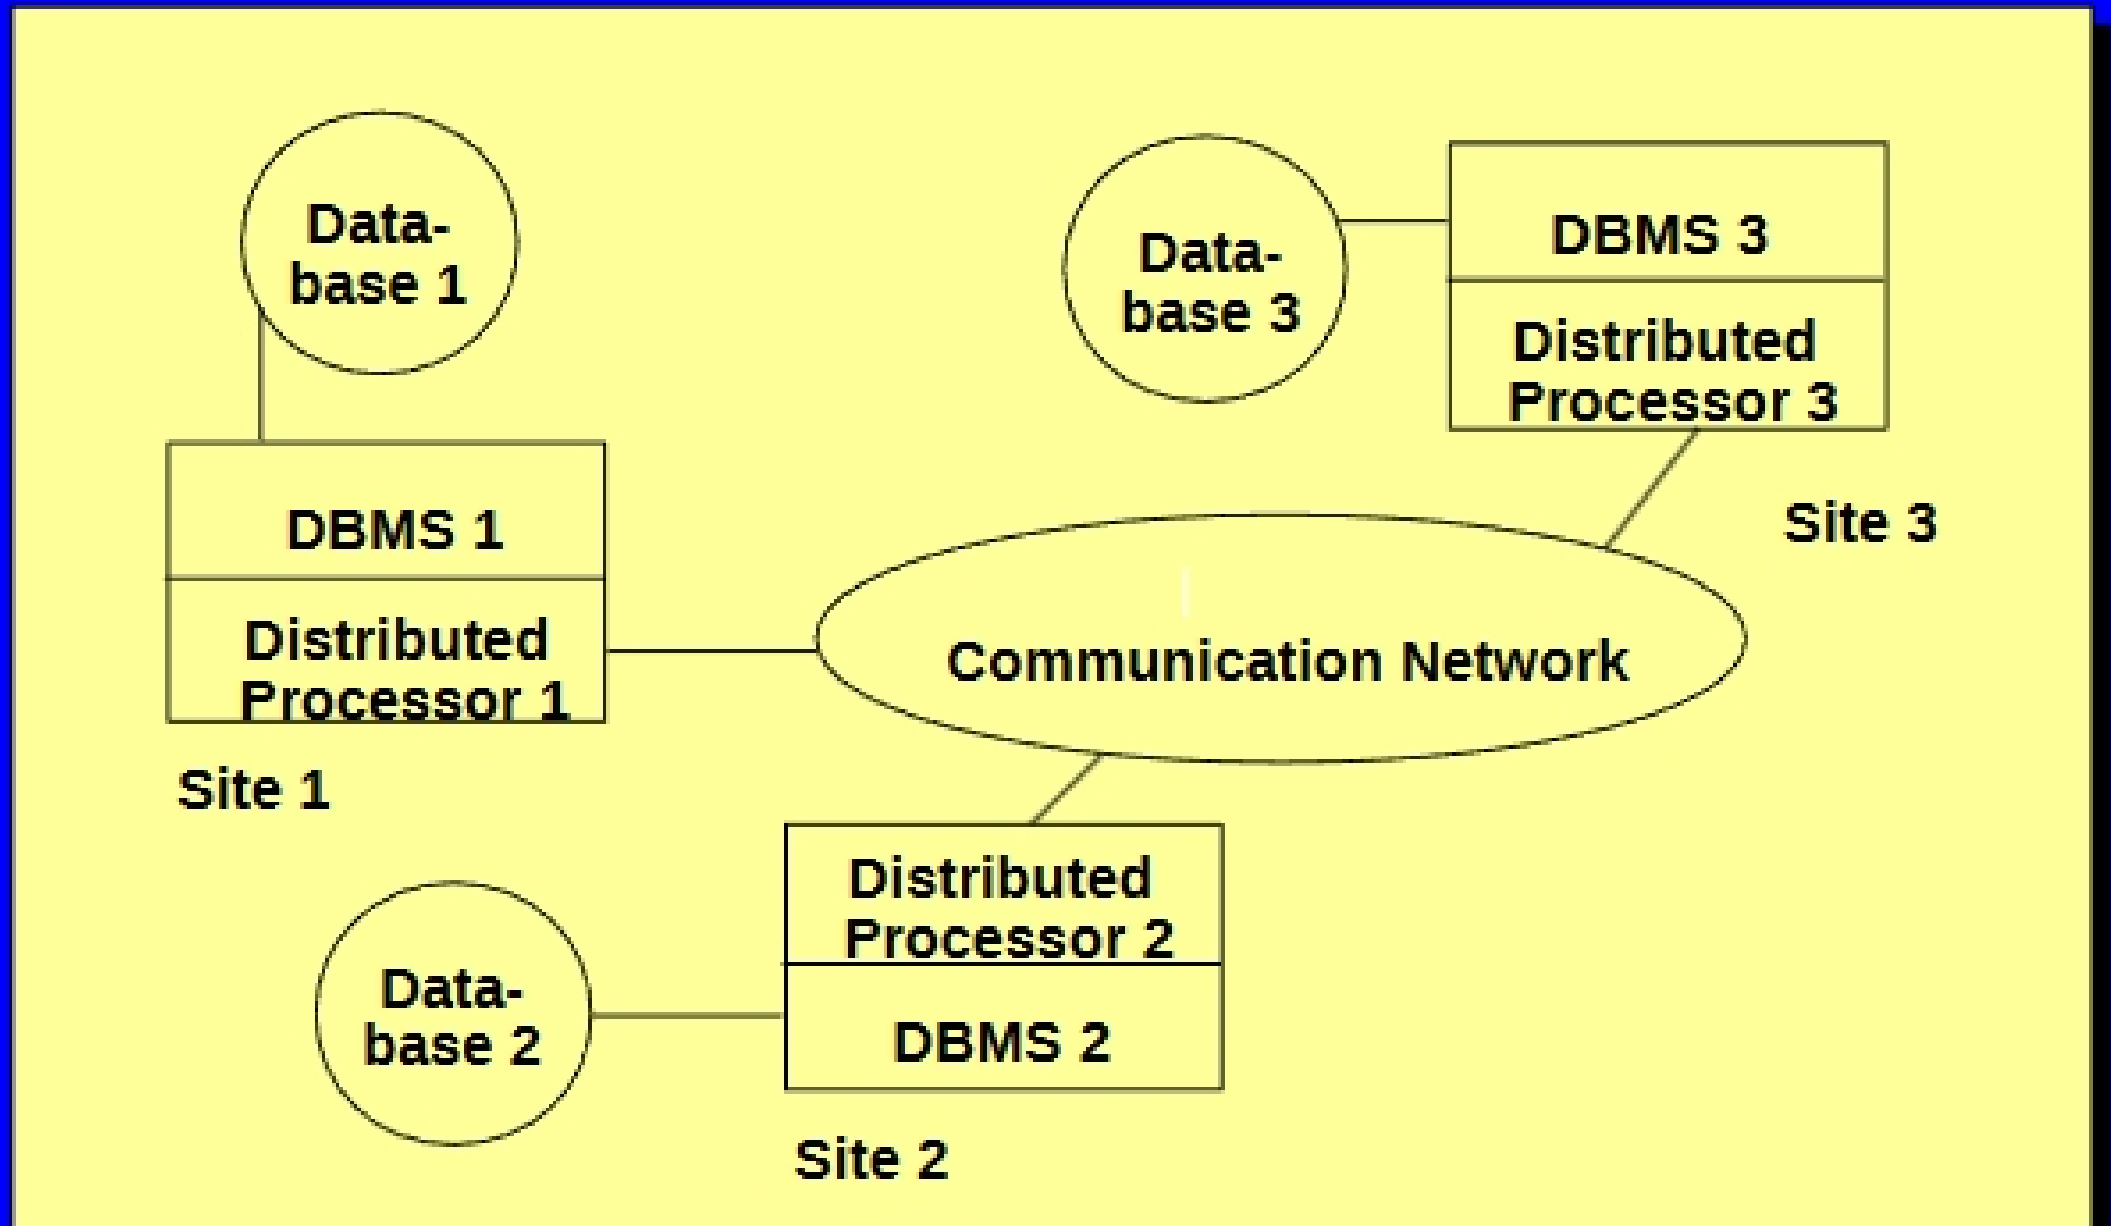 Data-
base 1
DBMS 1
Distributed
Processor 1
Site 1
Data-
base 3
DBMS 3
Distributed
Processor 3
Site 3
Communication Network
Distributed
Processor 2
DBMS 2
Data-
base 2
Site 2